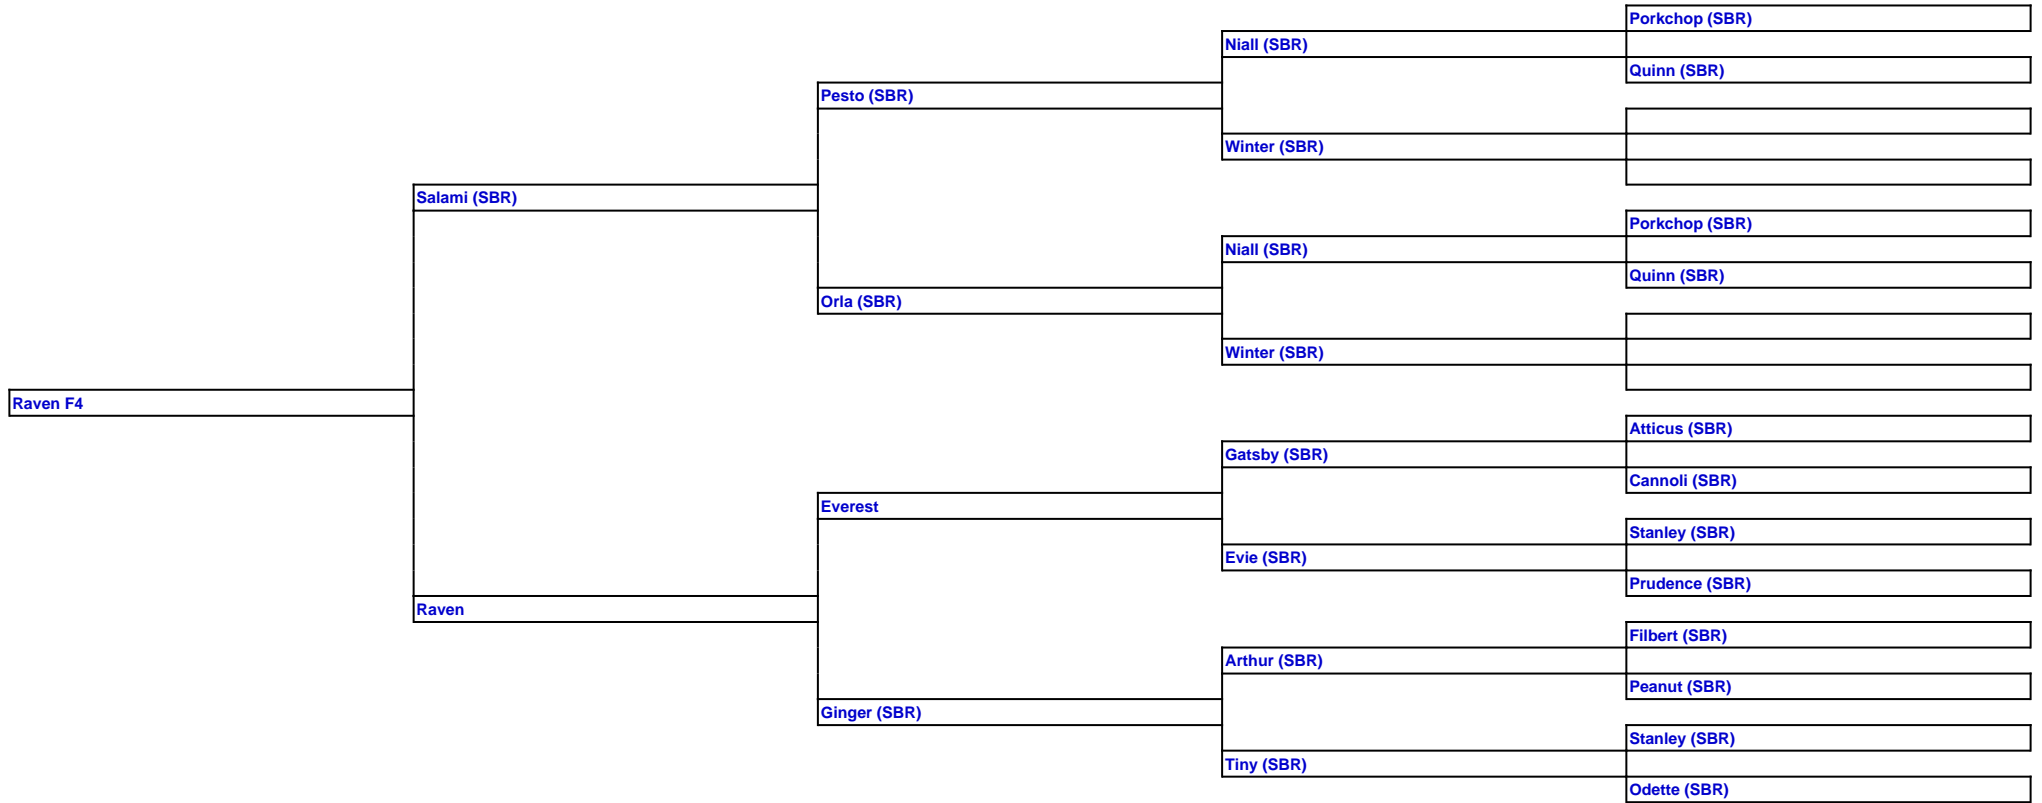 Porkchop (SBR)
Niall (SBR)
Quinn (SBR)
Pesto (SBR)
Winter (SBR)
Salami (SBR)
Porkchop (SBR)
Niall (SBR)
Quinn (SBR)
Orla (SBR)
Winter (SBR)
Raven F4
Atticus (SBR)
Gatsby (SBR)
Cannoli (SBR)
Everest
Stanley (SBR)
Evie (SBR)
Prudence (SBR)
Raven
Filbert (SBR)
Arthur (SBR)
Peanut (SBR)
Ginger (SBR)
Stanley (SBR)
Tiny (SBR)
Odette (SBR)